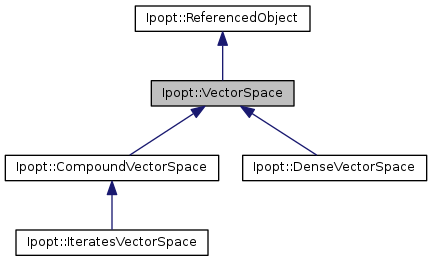 Ipopt::ReferencedObject
Ipopt::VectorSpace
Ipopt::CompoundVectorSpace
Ipopt::DenseVectorSpace
Ipopt::IteratesVectorSpace